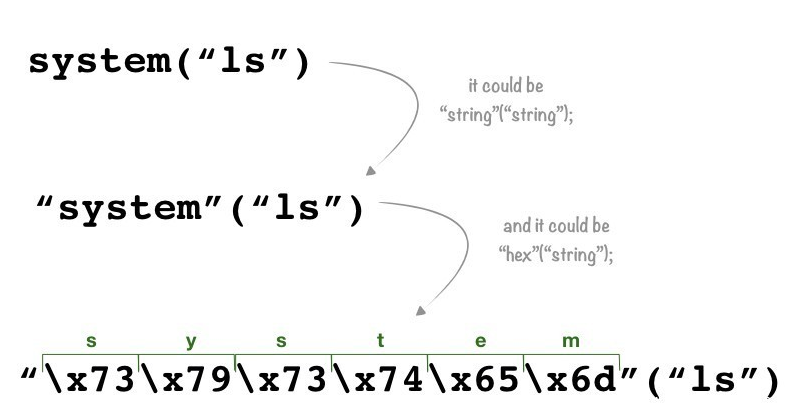 system(“ls”)
it could be
“string”(“string”);
“system”(“ls”)
and it could be
“hex”(“string”);
s y s t e m
“\x73\x79\x73\x74\x65\x6d”(“ls”)